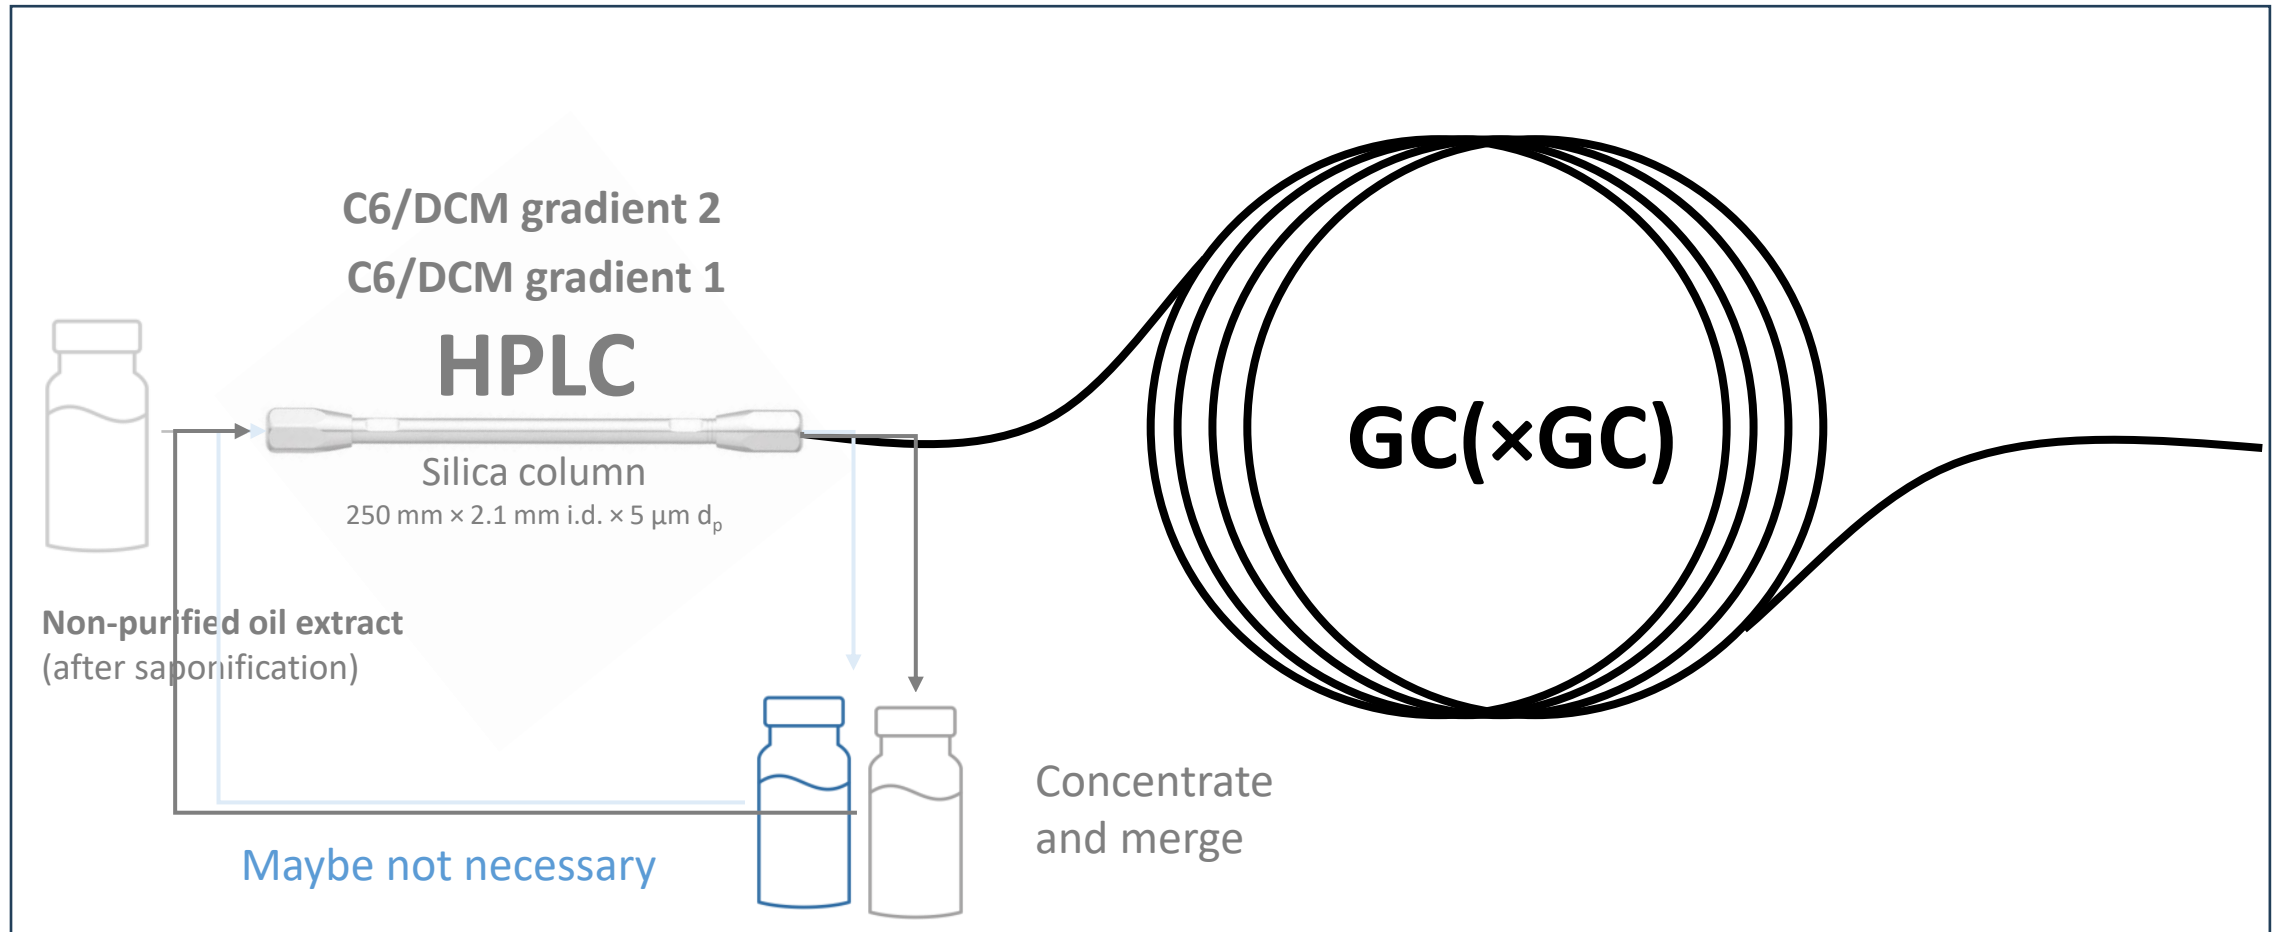 C6/DCM gradient 2
C6/DCM gradient 1
HPLC
Silica column
250 mm × 2.1 mm i.d. × 5 µm dp
Non-purified oil extract
(after saponification)
GC(×GC)
Concentrate
and merge
Maybe not necessary